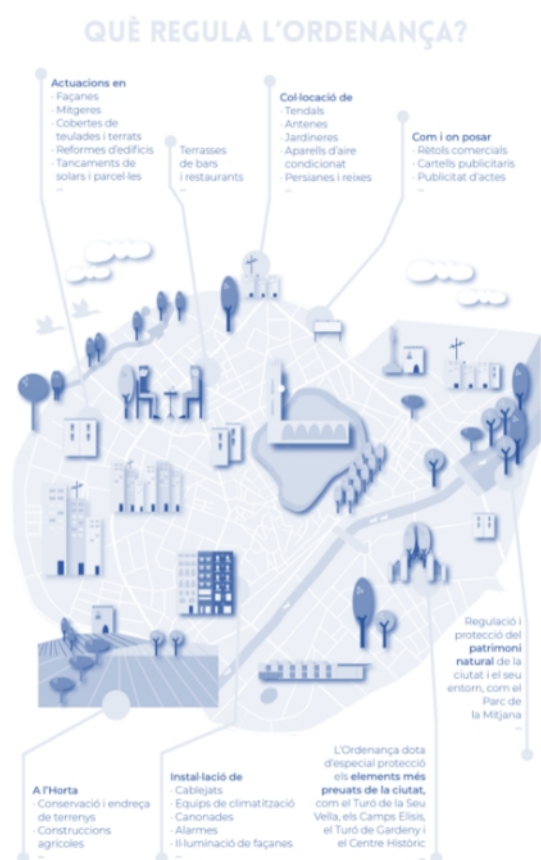 QUÈ REGULA L'ORDENANÇA?
Actuacions en
· Façanes
· Mitgeres
· Cobertes de
teulades i terrats
· Reformes d'edificis
· Tancaments de
solars i parcel·les
...
Terrasses
de bars
i restaurants
...
Col·locació de
· Tendals
· Antenes
· Jardineres
· Aparells d'aire
condicionat
· Persianes i reixes
...
Com i on posar
· Rètols comercials
· Cartells publicitaris
· Publicitat d'actes
...
Regulació i
protecció del
patrimoni
natural de la
ciutat i el seu
entorn, com el
Parc de
la Mitjana
...
A l'Horta
· Conservació i endreça
de terrenys
· Construccions
agrícoles
...
Instal·lació de
· Cablejats
· Equips de climatització
· Canonades
· Alarmes
· Il·luminació de façanes
...
L'Ordenança dota
d'especial protecció
els elements més
preuats de la ciutat,
com el Turó de la Seu
Vella, els Camps Elisis,
el Turó de Gardeny i
el Centre Històric